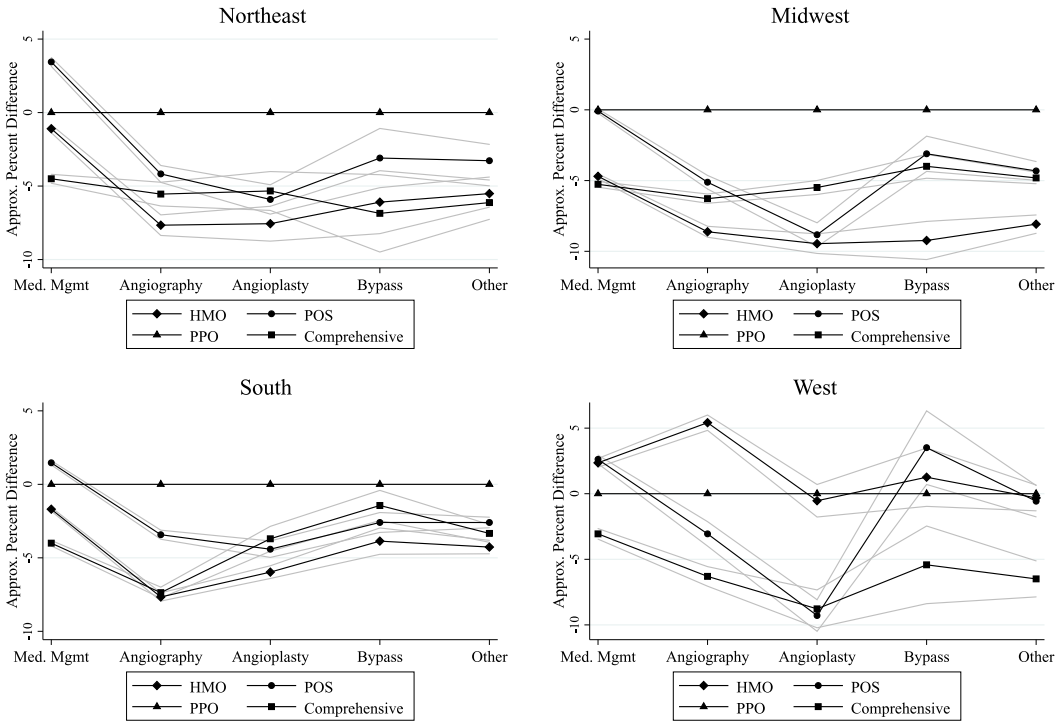 Northeast
Approx. Percent Difference
5
0
-5
-10
Med. Mgmt Angiography Angioplasty Bypass Other
HMO POS
PPO Comprehensive
Midwest
Approx. Percent Difference
5
0
-5
-10
Med. Mgmt Angiography Angioplasty Bypass Other
HMO POS
PPO Comprehensive
South
Approx. Percent Difference
5
0
-5
-10
Med. Mgmt Angiography Angioplasty Bypass Other
HMO POS
PPO Comprehensive
West
Approx. Percent Difference
5
0
-5
-10
Med. Mgmt Angiography Angioplasty Bypass Other
HMO POS
PPO Comprehensive